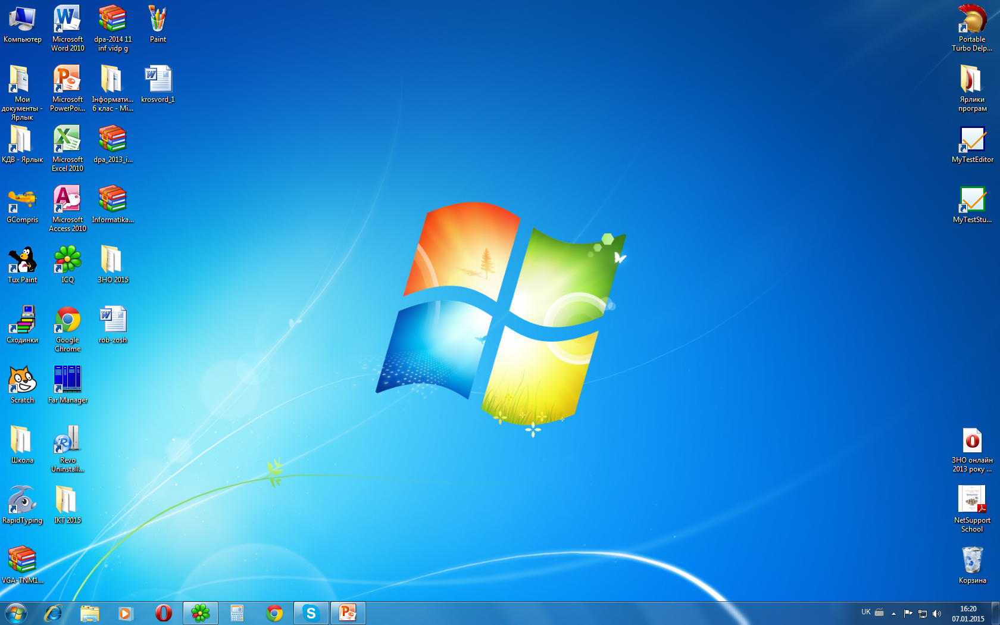 Компьютер
Microsoft
Word 2010
dpa-2014 11
inf vidp g
Paint
Portable
Turbo Delp...
Мои
документы -
Ярлык
Microsoft
PowerPoi...
Інформати...
6 клас - Mi...
krosvord_1
Ярлики
програм
КДВ - Ярлык
Microsoft
Excel 2010
dpa_2013_i...
MyTestEditor
GCompris
Microsoft
Access 2010
Informatika...
MyTestStu...
Tux Paint
ICQ
ЗНО 2015
Сходинки
Google
Chrome
rob-zosh
Scratch
Far Manager
Школа
Revo
Uninstall...
ЗНО онлайн
2013 року ...
RapidTyping
ІКТ 2015
NetSupport
School
VGA-TNM1...
Корзина
UK
16:20
07.01.2015